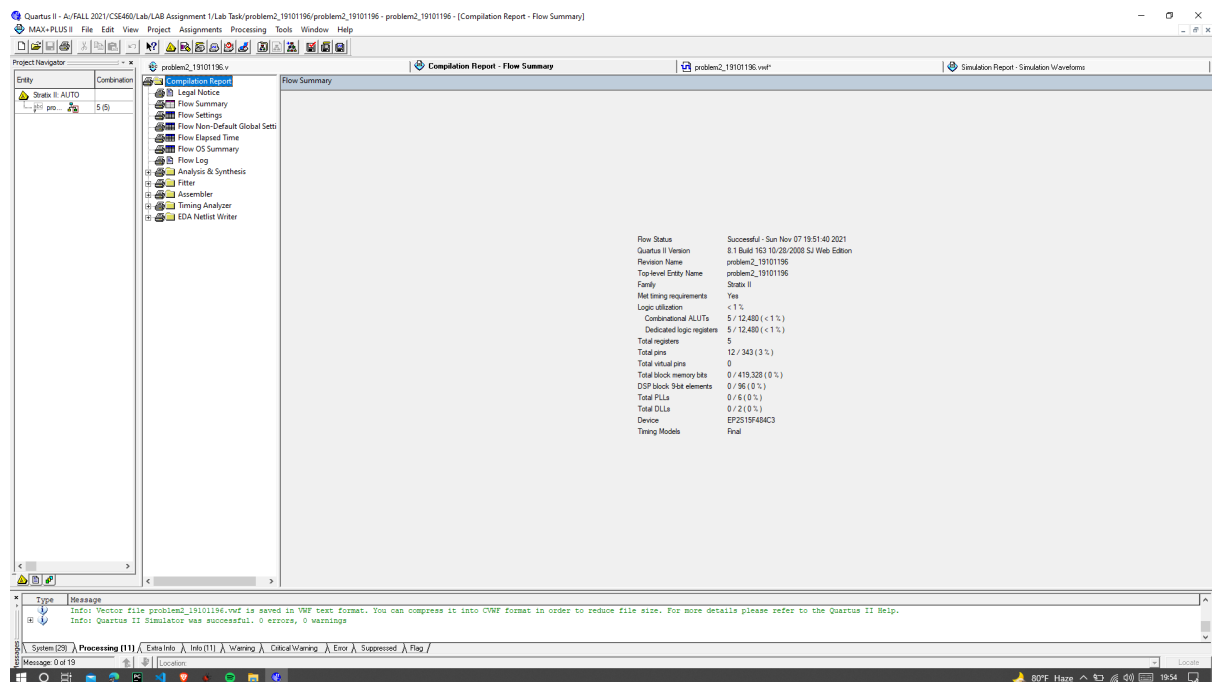 Quartus II - A:/FALL 2021/CSE460/Lab/LAB Assignment 1/Lab Task/problem2_19101196/problem2_19101196 - problem2_19101196 - [Compilation Report - Flow Summary]
MAX+PLUS II File Edit View Project Assignments Processing Tools Window Help
Project Navigator
problem2_19101196.v
Compilation Report - Flow Summary
problem2_19101196.vwf*
Simulation Report - Simulation Waveforms
Entity Combination
Stratix II: AUTO
pro... 5 (5)
Compilation Report
Legal Notice
Flow Summary
Flow Settings
Flow Non-Default Global Setti
Flow Elapsed Time
Flow OS Summary
Flow Log
Analysis & Synthesis
Fitter
Assembler
Timing Analyzer
EDA Netlist Writer
Flow Summary
Flow Status Successful - Sun Nov 07 19:51:40 2021
Quartus II Version 8.1 Build 163 10/28/2008 SJ Web Edition
Revision Name problem2_19101196
Top-level Entity Name problem2_19101196
Family Stratix II
Met timing requirements Yes
Logic utilization < 1 %
Combinational ALUTs 5 / 12,480 ( < 1 % )
Dedicated logic registers 5 / 12,480 ( < 1 % )
Total registers 5
Total pins 12 / 343 ( 3 % )
Total virtual pins 0
Total block memory bits 0 / 419,328 ( 0 % )
DSP block 9-bit elements 0 / 96 ( 0 % )
Total PLLs 0 / 6 ( 0 % )
Total DLLs 0 / 2 ( 0 % )
Device EP2S15F484C3
Timing Models Final
Type Message
Info: Vector file problem2_19101196.vwf is saved in VWF text format. You can compress it into CVWF format in order to reduce file size. For more details please refer to the Quartus II Help.
Info: Quartus II Simulator was successful. 0 errors, 0 warnings
System (29) Processing (11) Extra Info Info (11) Warning Critical Warning Error Suppressed Flag
Messages
Message: 0 of 19 Location: Locate
80°F Haze 19:54